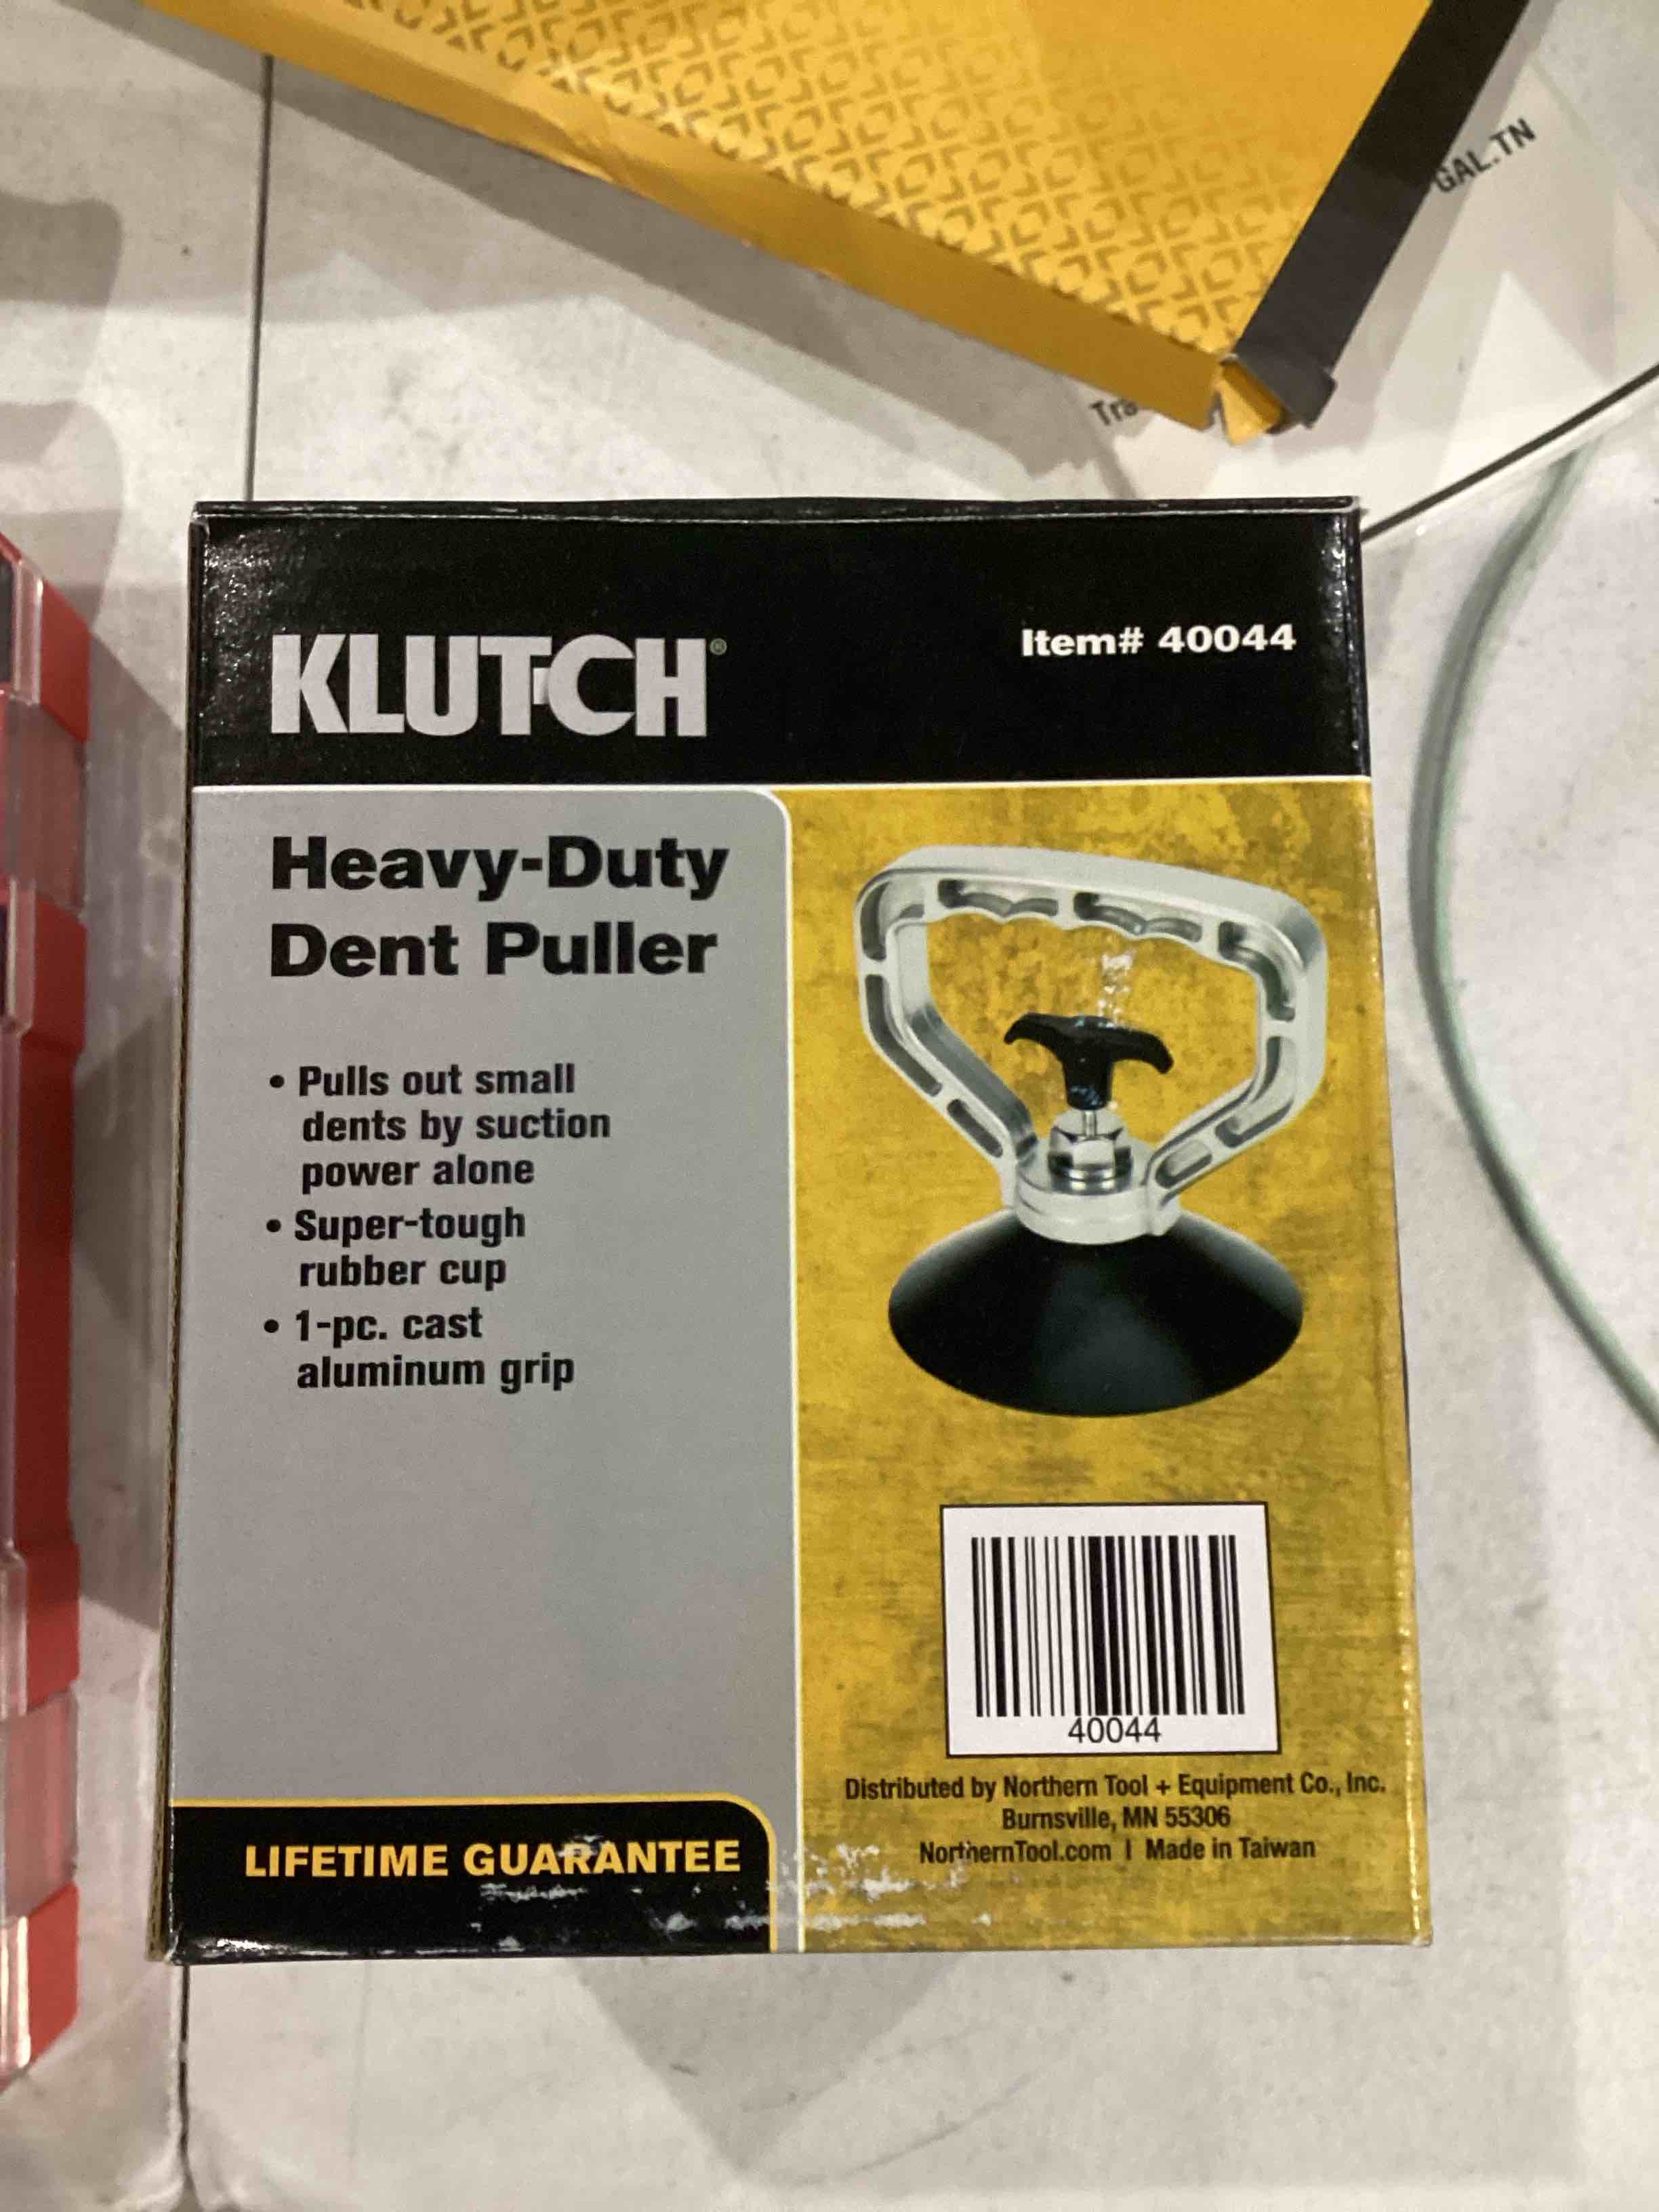 GAL.TN
KLUTCH®
Item# 40044
Heavy-Duty
Dent Puller
• Pulls out small
dents by suction
power alone
• Super-tough
rubber cup
• 1-pc. cast
aluminum grip
40044
Distributed by Northern Tool + Equipment Co., Inc.
Burnsville, MN 55306
NorthernTool.com | Made in Taiwan
LIFETIME GUARANTEE